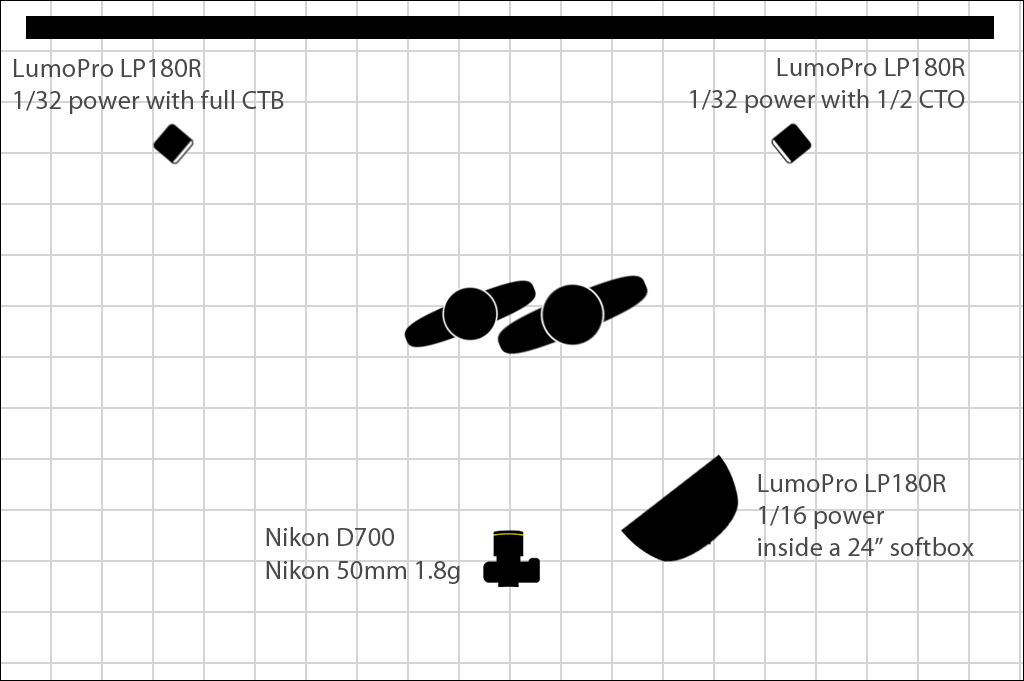 LumoPro LP180R
1/32 power with full CTB
LumoPro LP180R
1/32 power with 1/2 CTO
LumoPro LP180R
1/16 power
inside a 24” softbox
Nikon D700
Nikon 50mm 1.8g